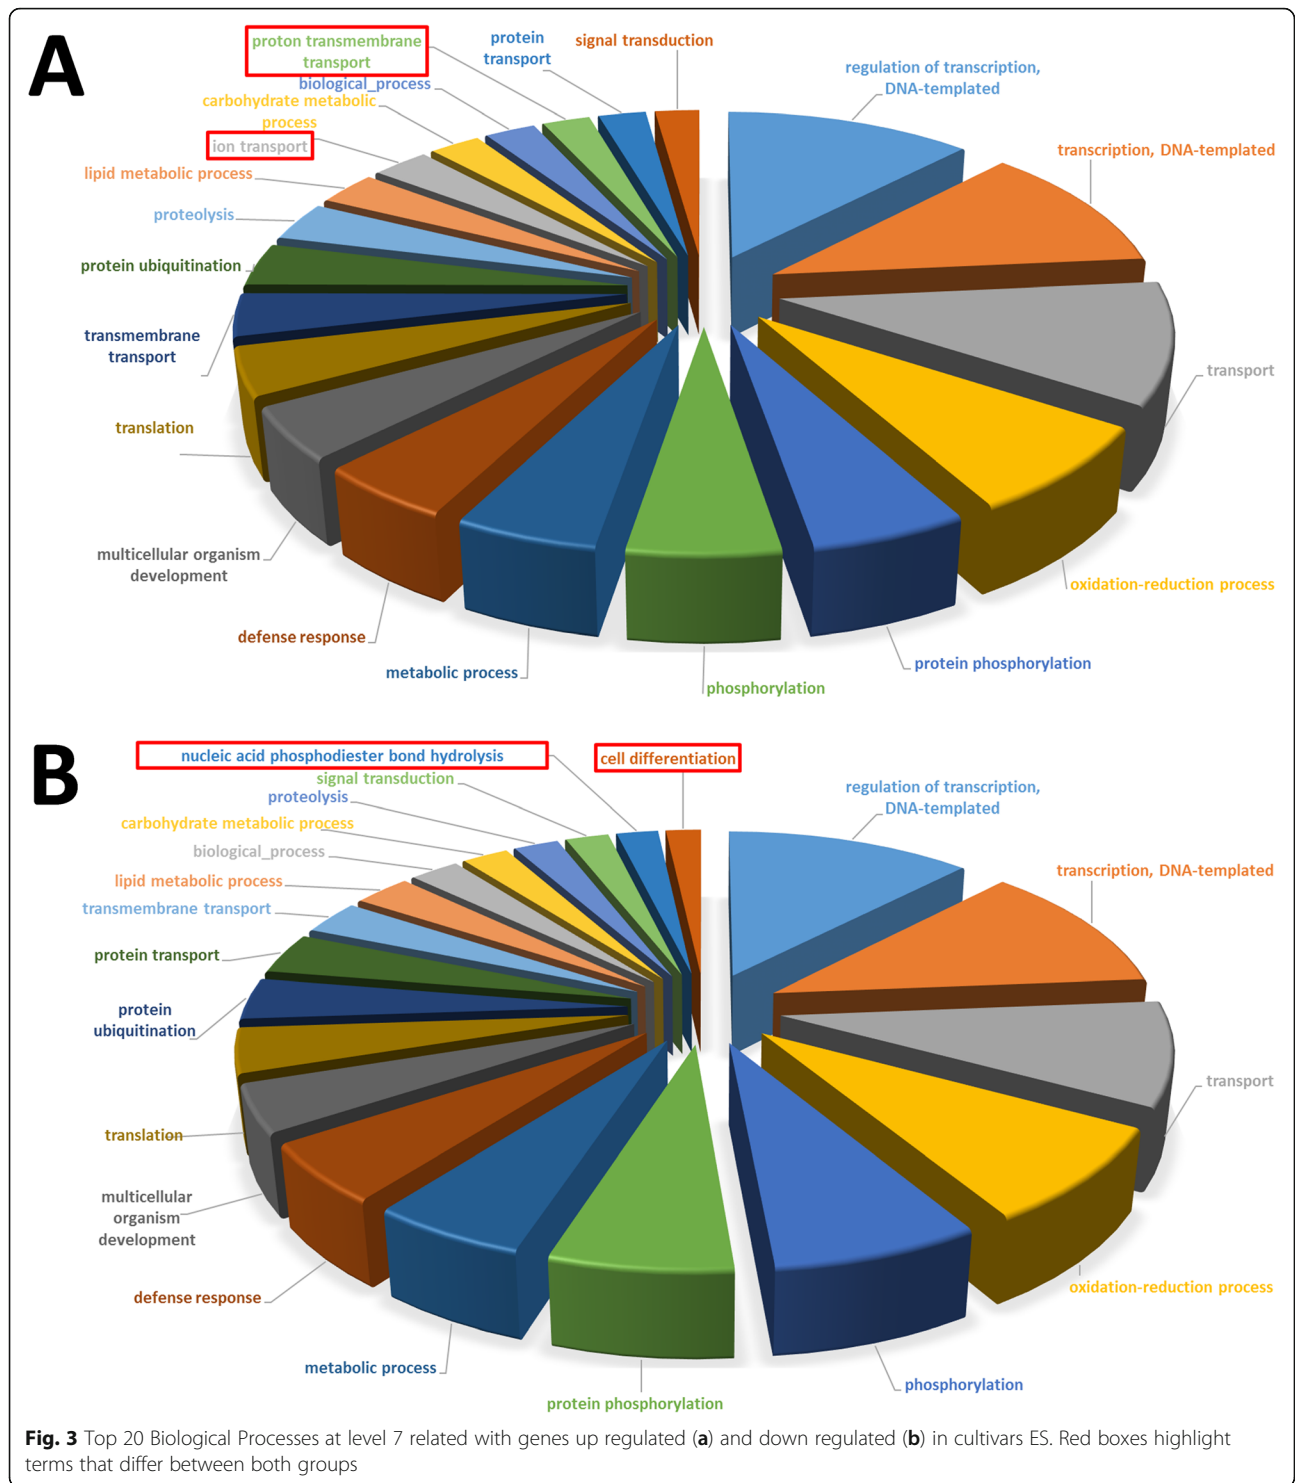 A
proton transmembrane
transport
protein
transport
signal transduction
regulation of transcription,
DNA-templated
biological_process
carbohydrate metabolic
process
ion transport
transcription, DNA-templated
lipid metabolic process
proteolysis
protein ubiquitination
transmembrane
transport
transport
translation
multicellular organism
development
oxidation-reduction process
defense response
metabolic process
protein phosphorylation
phosphorylation
B
nucleic acid phosphodiester bond hydrolysis
cell differentiation
signal transduction
regulation of transcription,
DNA-templated
proteolysis
carbohydrate metabolic process
biological_process
transcription, DNA-templated
lipid metabolic process
transmembrane transport
protein transport
protein
ubiquitination
transport
translation
multicellular
organism
development
defense response
oxidation-reduction process
metabolic process
phosphorylation
protein phosphorylation
Fig. 3 Top 20 Biological Processes at level 7 related with genes up regulated (a) and down regulated (b) in cultivars ES. Red boxes highlight
terms that differ between both groups